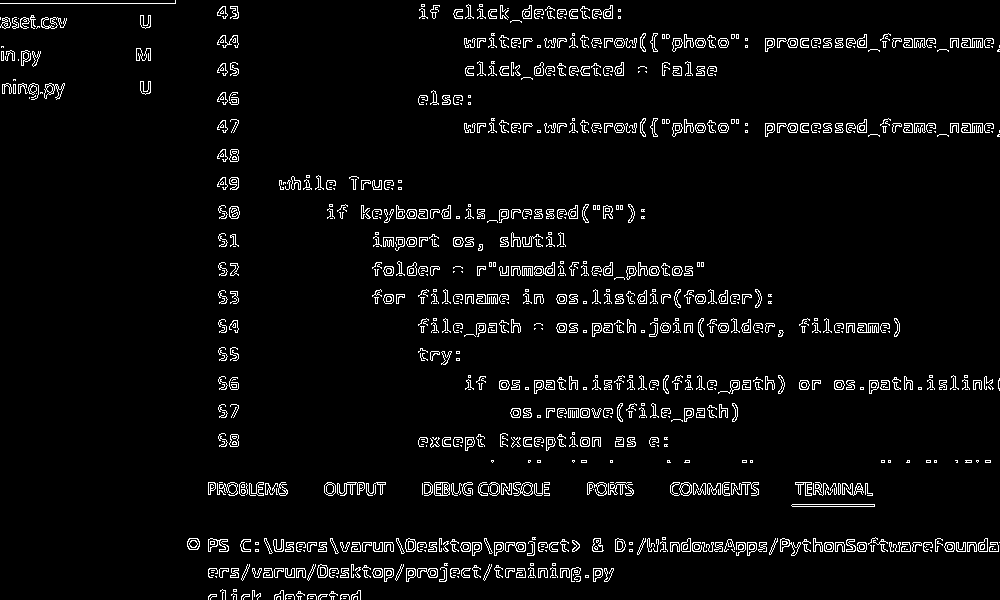 aset.csv U
in.py M
ning.py U
43 if click_detected:
44 writer.writerow({"photo": processed_frame_name,
45 click_detected = False
46 else:
47 writer.writerow({"photo": processed_frame_name,
48
49 while True:
50 if keyboard.is_pressed("R"):
51 import os, shutil
52 folder = r"unmodified_photos"
53 for filename in os.listdir(folder):
54 file_path = os.path.join(folder, filename)
55 try:
56 if os.path.isfile(file_path) or os.path.islink(
57 os.remove(file_path)
58 except Exception as e:
PROBLEMS OUTPUT DEBUG CONSOLE PORTS COMMENTS TERMINAL
PS C:\Users\varun\Desktop\project> & D:/WindowsApps/PythonSoftwareFounda
ers/varun/Desktop/project/training.py
click_detected